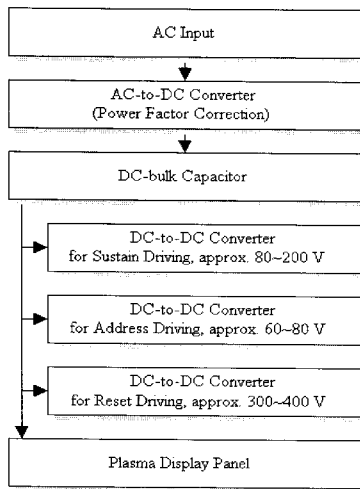 AC Input
AC-to-DC Converter
(Power Factor Correction)
DC-bulk Capacitor
DC-to-DC Converter
for Sustain Driving, approx. 80~200 V
DC-to-DC Converter
for Address Driving, approx. 60~80 V
DC-to-DC Converter
for Reset Driving, approx. 300~400 V
Plasma Display Panel